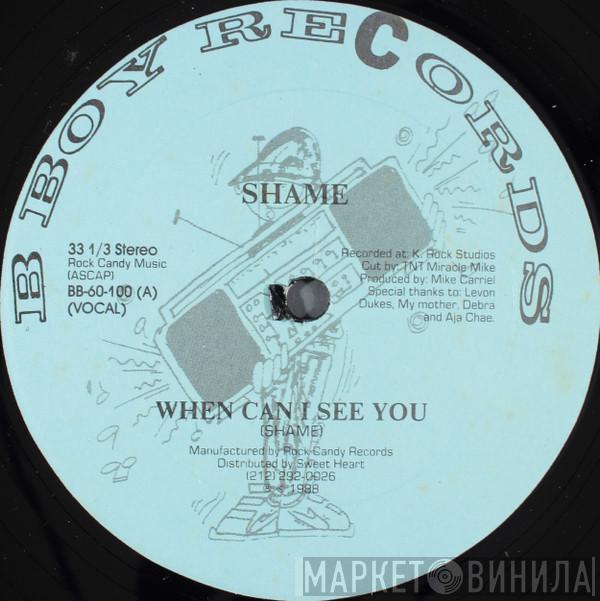 B BOY RECORDS
SHAME
33 1/3 Stereo
Rock Candy Music
(ASCAP)
BB-60-100 (A)
(VOCAL)
Recorded at: K. Rock Studios
Cut by: TNT Miracle Mike
Produced by: Mike Carriel
Special thanks to: Levon
Dukes, My mother, Debra
and Aja Chae.
WHEN CAN I SEE YOU
(SHAME)
Manufactured by Rock Candy Records
Distributed by Sweet Heart
(212) 292-0026
1988
МАРКЕТ ВИНИЛА